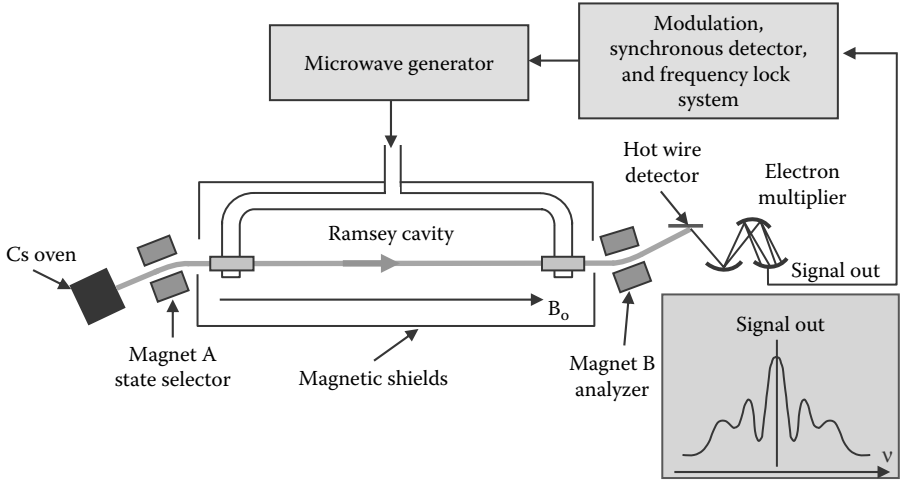 Microwave generator
Modulation,
synchronous detector,
and frequency lock
system
Hot wire
detector
Electron
multiplier
Cs oven
Ramsey cavity
Signal out
B₀
Magnet A
state selector
Magnetic shields
Magnet B
analyzer
Signal out
ν